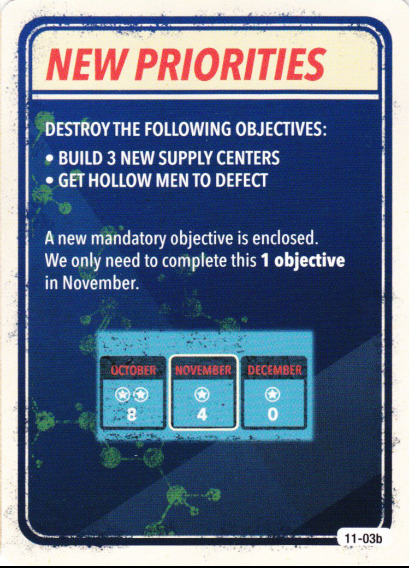 NEW PRIORITIES
DESTROY THE FOLLOWING OBJECTIVES:
• BUILD 3 NEW SUPPLY CENTERS
• GET HOLLOW MEN TO DEFECT
A new mandatory objective is enclosed.
We only need to complete this 1 objective
in November.
OCTOBER NOVEMBER DECEMBER
8 4 0
11-03b